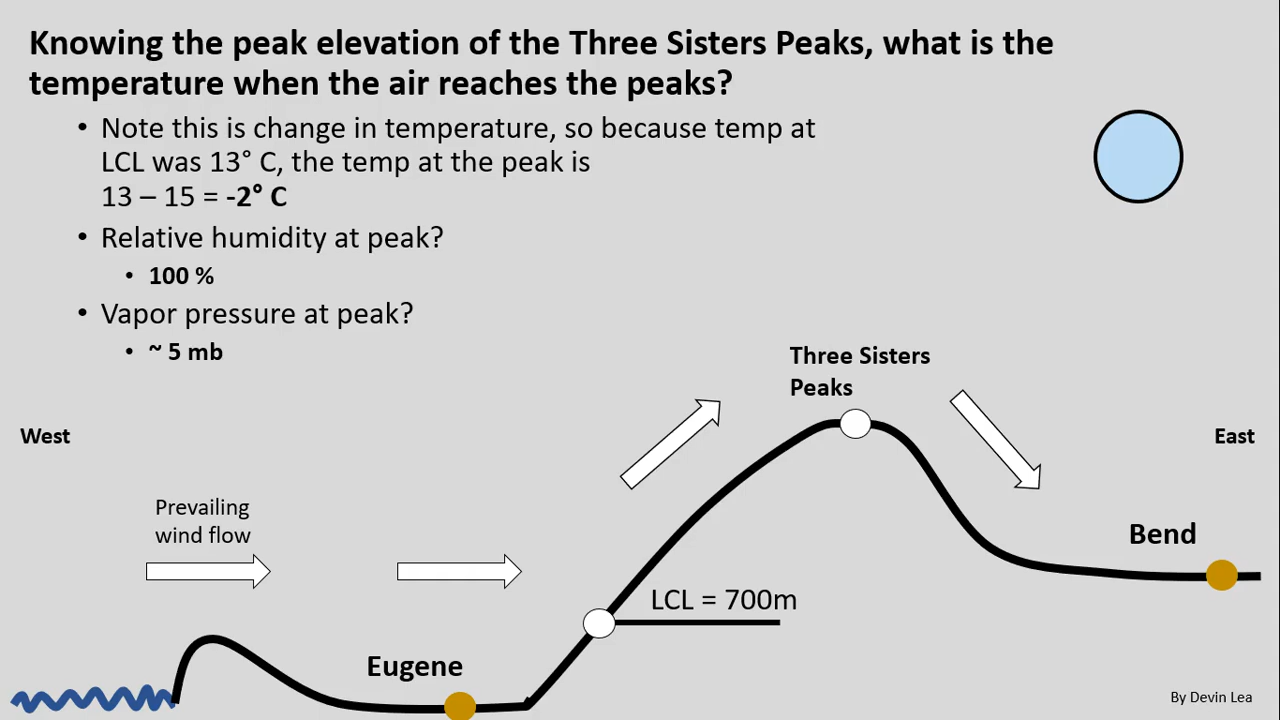 Knowing the peak elevation of the Three Sisters Peaks, what is the
temperature when the air reaches the peaks?
• Note this is change in temperature, so because temp at
LCL was 13° C, the temp at the peak is
13 – 15 = -2° C
• Relative humidity at peak?
• 100 %
• Vapor pressure at peak?
• ~ 5 mb
Three Sisters
Peaks
West
East
Prevailing
wind flow
Bend
LCL = 700m
Eugene
By Devin Lea